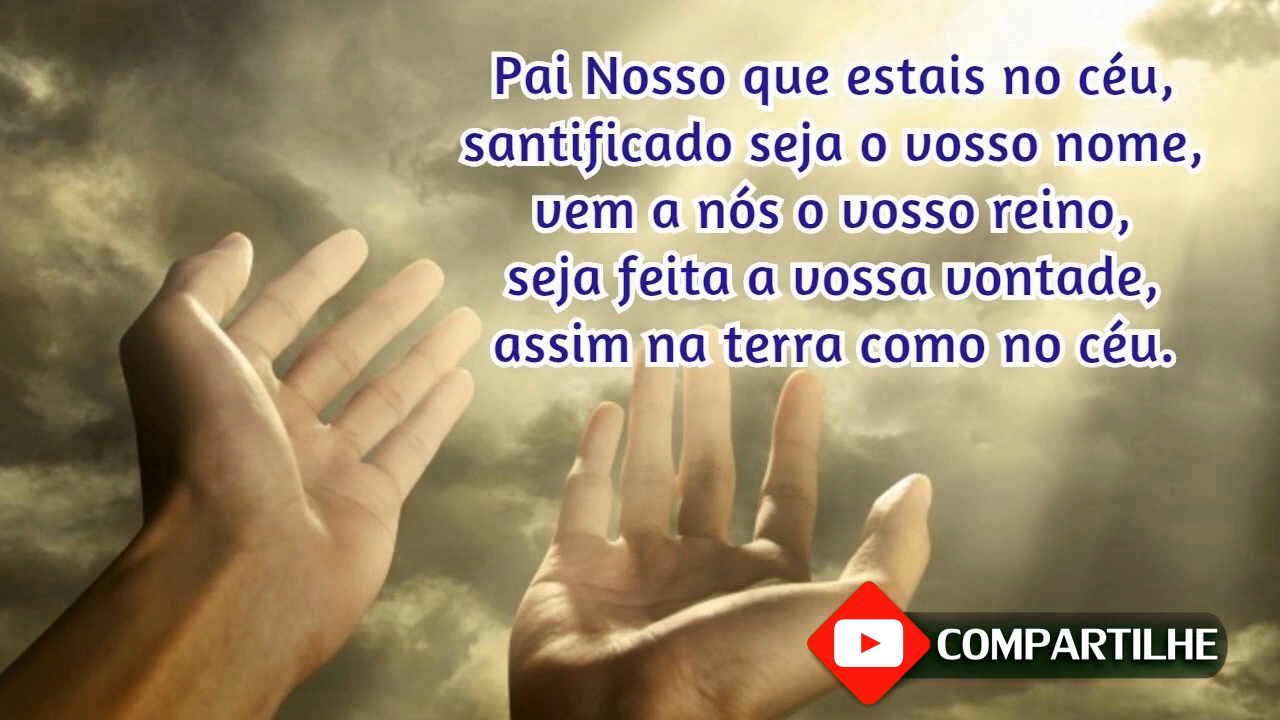 Pai Nosso que estais no céu,
santificado seja o vosso nome,
vem a nós o vosso reino,
seja feita a vossa vontade,
assim na terra como no céu.
COMPARTILHE